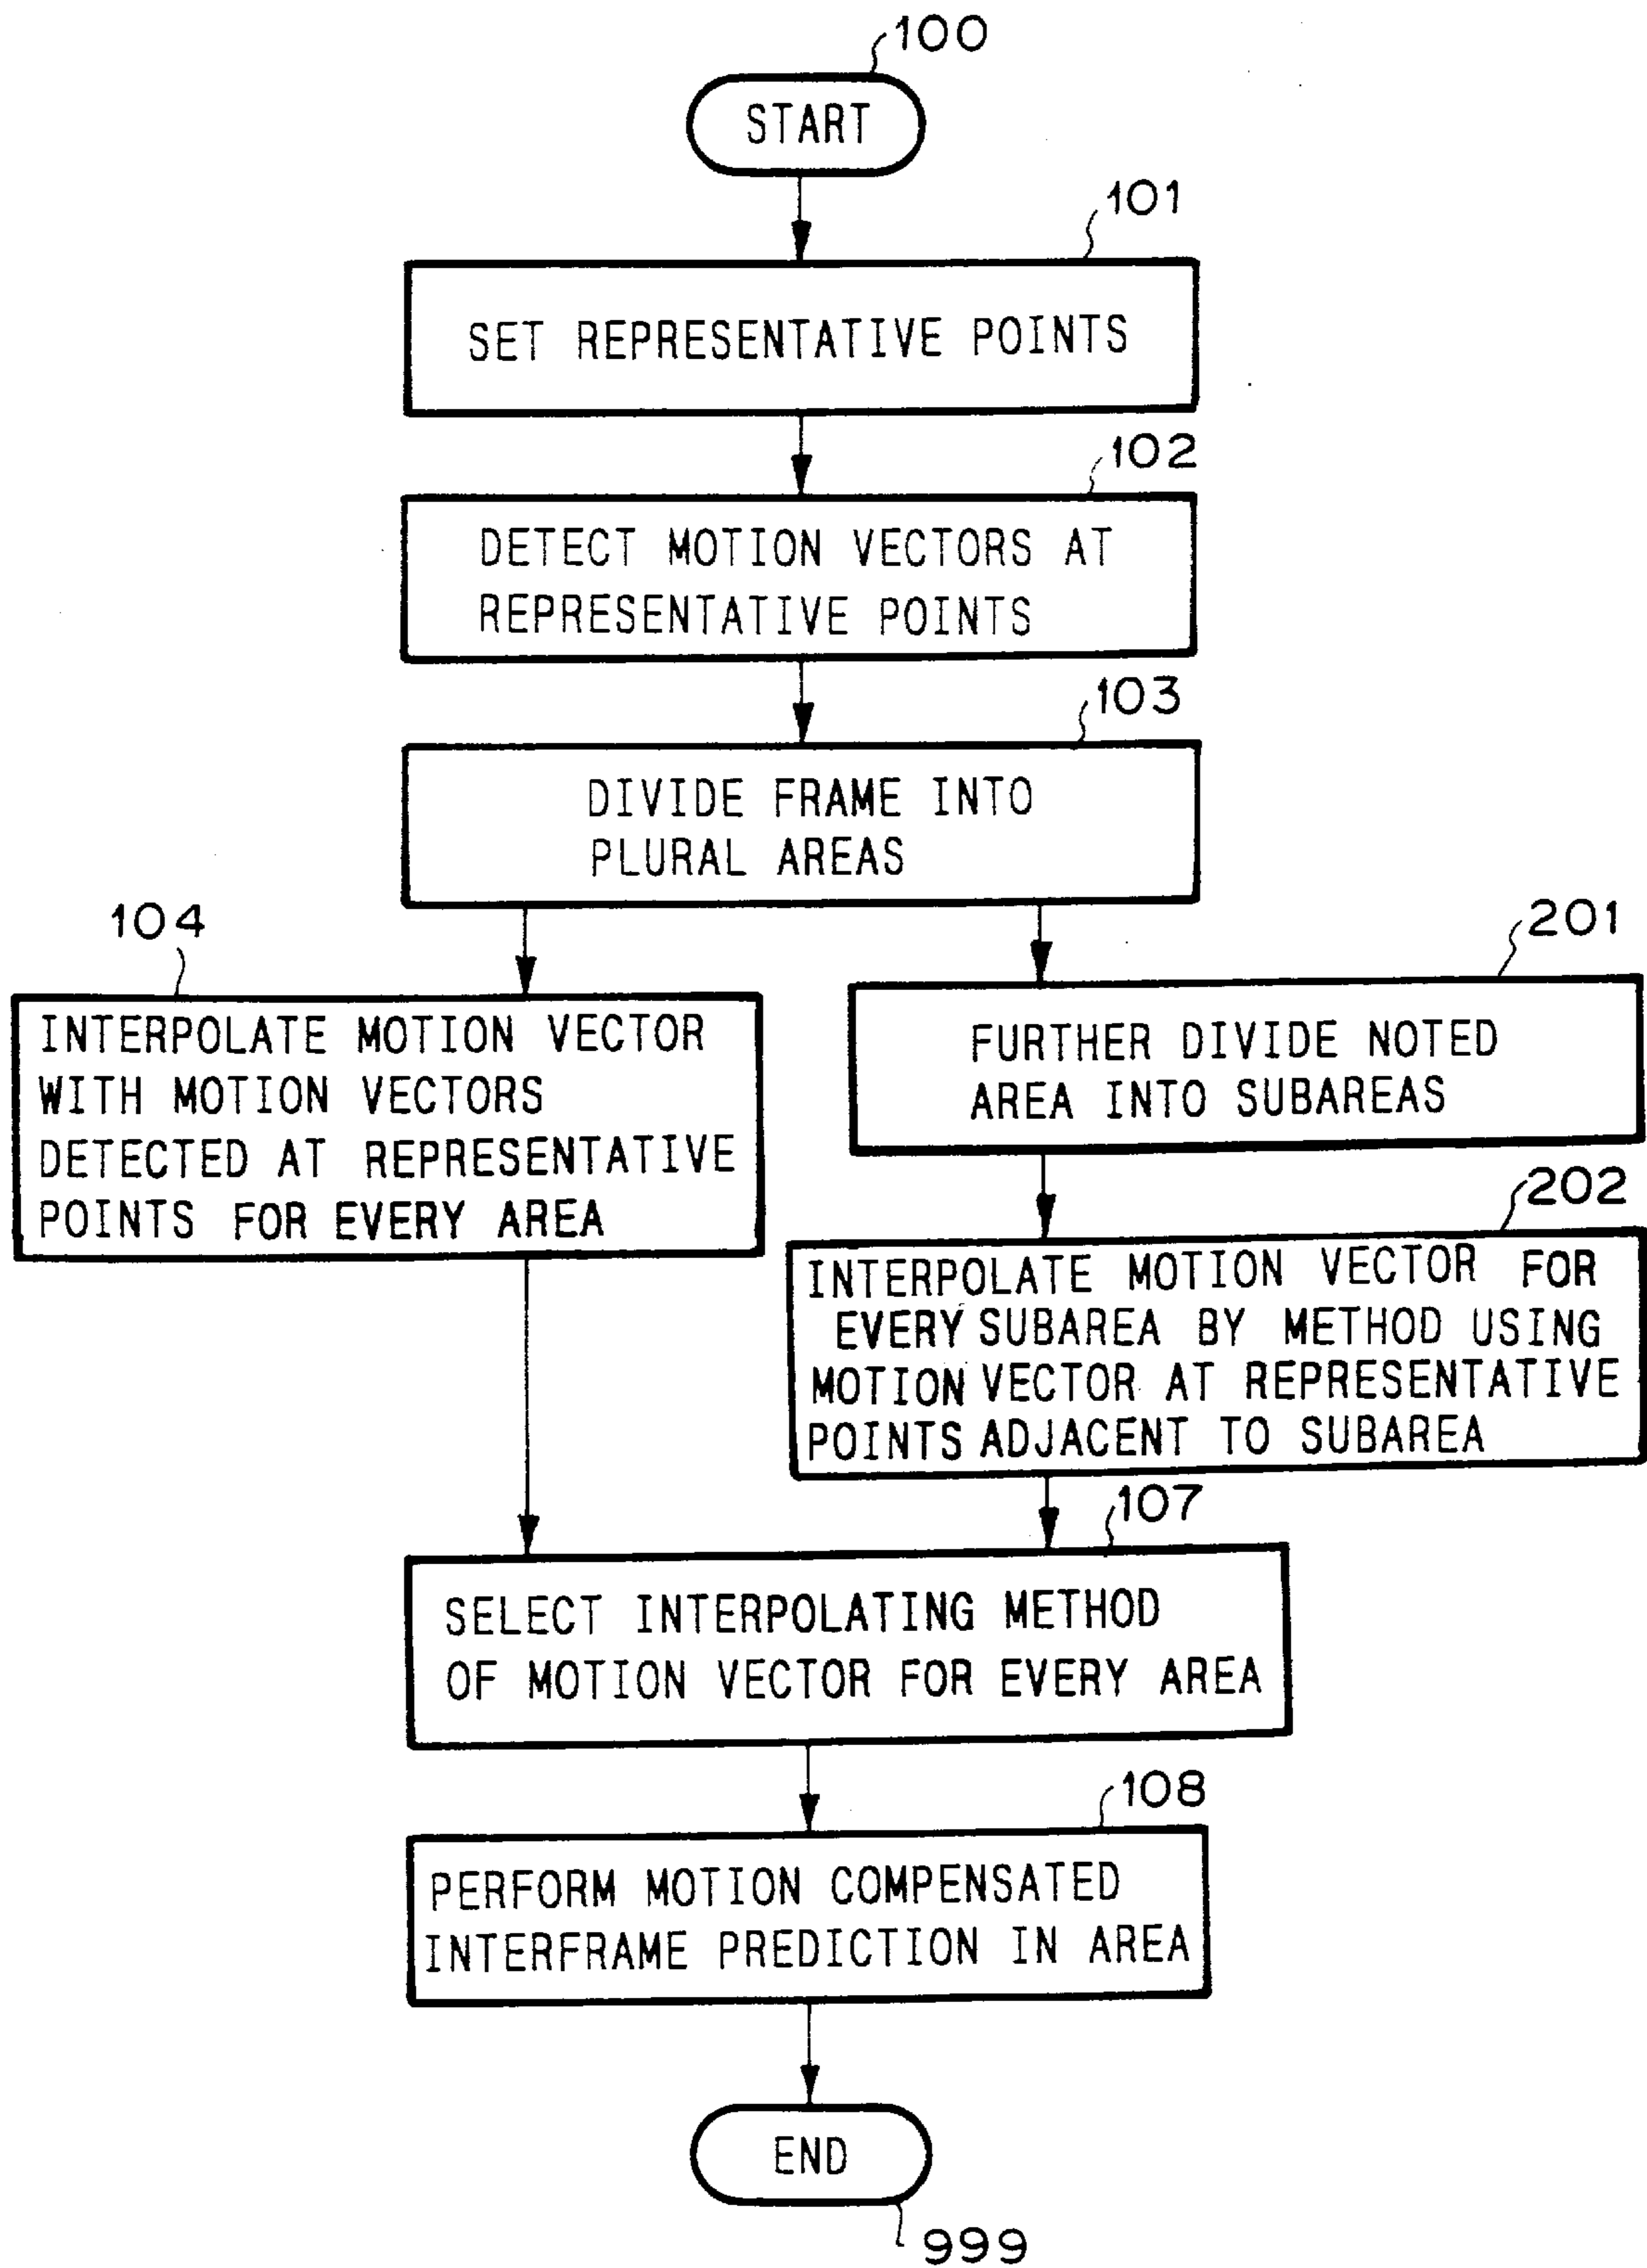 100
START
101
SET REPRESENTATIVE POINTS
102
DETECT MOTION VECTORS AT
REPRESENTATIVE POINTS
103
DIVIDE FRAME INTO
PLURAL AREAS
104
INTERPOLATE MOTION VECTOR
WITH MOTION VECTORS
DETECTED AT REPRESENTATIVE
POINTS FOR EVERY AREA
201
FURTHER DIVIDE NOTED
AREA INTO SUBAREAS
202
INTERPOLATE MOTION VECTOR FOR
EVERY SUBAREA BY METHOD USING
MOTION VECTOR AT REPRESENTATIVE
POINTS ADJACENT TO SUBAREA
107
SELECT INTERPOLATING METHOD
OF MOTION VECTOR FOR EVERY AREA
108
PERFORM MOTION COMPENSATED
INTERFRAME PREDICTION IN AREA
END
999